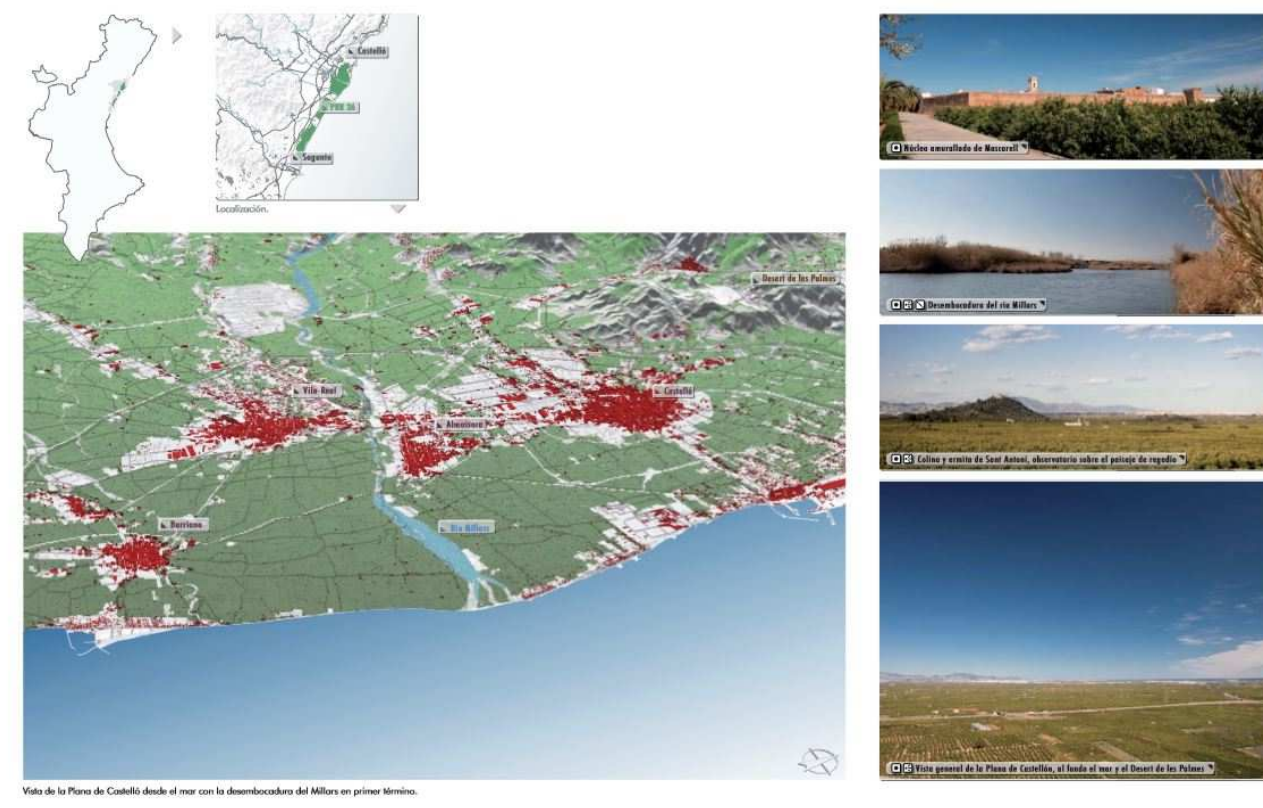 Castelló
PRR 36
Sagunto
Localización.
Desert de les Palmes
Vila-Real
Castelló
Almassora
Burriana
Río Millars
Vista de la Plana de Castelló desde el mar con la desembocadura del Millars en primer término.
Núcleo amurallado de Mascarell
Desembocadura del río Millars
Colina y ermita de Sant Antoni, observatorio sobre el paisaje de regadío
Vista general de la Plana de Castellón, al fondo el mar y el Desert de les Palmes